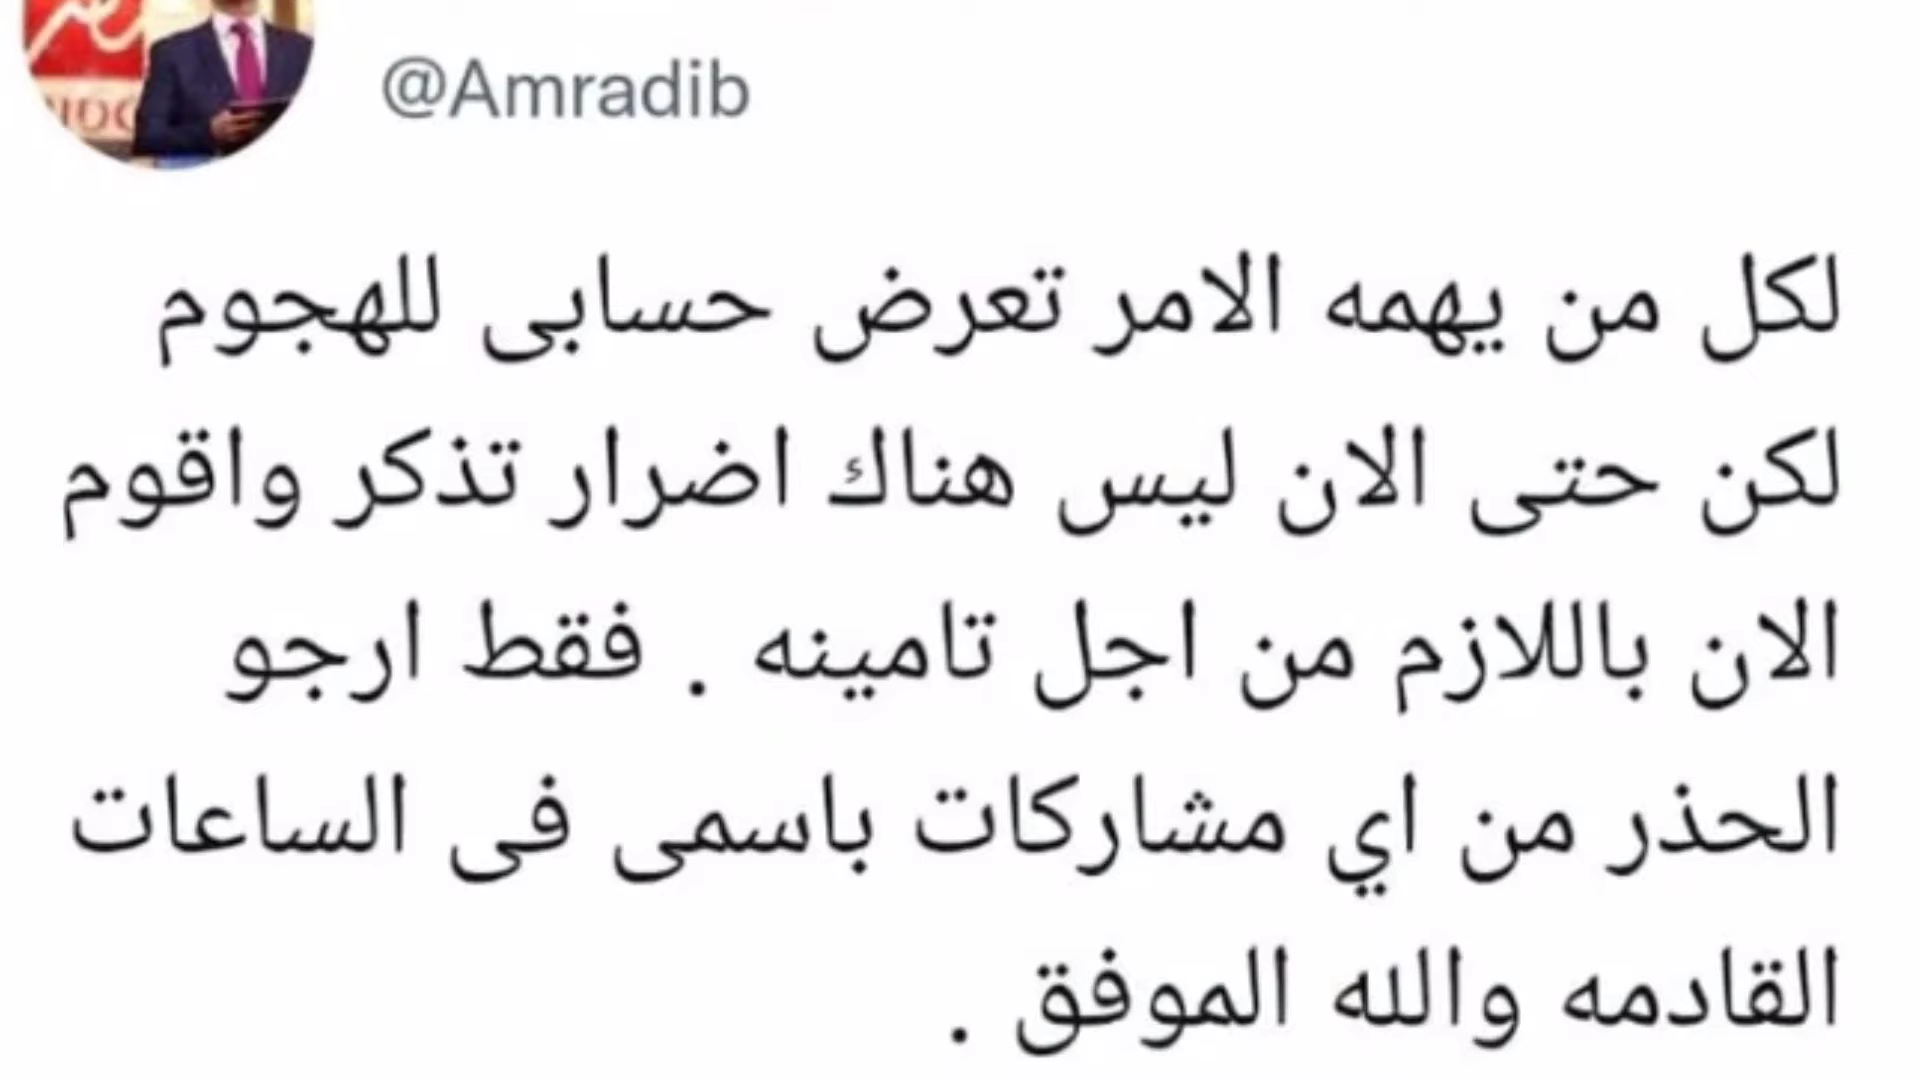 @Amradib
لكل من يهمه الامر تعرض حسابى للهجوم
لكن حتى الان ليس هناك اضرار تذكر واقوم
الان باللازم من اجل تامينه . فقط ارجو
الحذر من اي مشاركات باسمى فى الساعات
القادمه والله الموفق .